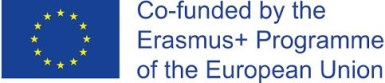 Co-funded by the
Erasmus+ Programme
of the European Union